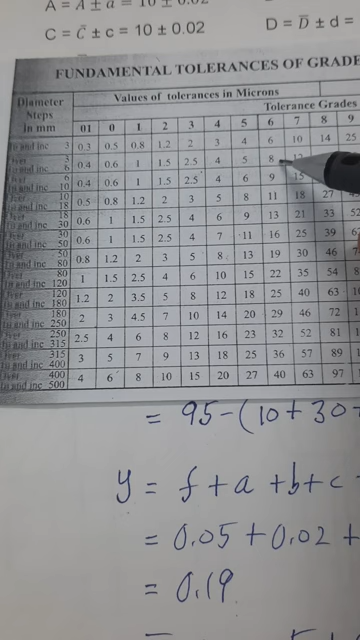 A = A̅ ± a = 10 ± 0.02
C = C̅ ± c = 10 ± 0.02 D = D̅ ± d =
FUNDAMENTAL TOLERANCES OF GRADE
Diameter Values of tolerances in Microns
Steps Tolerance Grades
in mm 01 0 1 2 3 4 5 6 7 8 9
To and inc 3 0.3 0.5 0.8 1.2 2 3 4 6 10 14 25
Over 3
To and inc 6 0.4 0.6 1 1.5 2.5 4 5 8 12
Over 6
To and inc 10 0.4 0.6 1 1.5 2.5 4 6 9 15
Over 10
To and inc 18 0.5 0.8 1.2 2 3 5 8 11 18 27
Over 18
To and inc 30 0.6 1 1.5 2.5 4 6 9 13 21 33
Over 30
To and inc 50 0.6 1 1.5 2.5 4 7 11 16 25 39
Over 50
To and inc 80 0.8 1.2 2 3 5 8 13 19 30 46
Over 80
To and inc 120 1 1.5 2.5 4 6 10 15 22 35 54
Over 120
To and inc 180 1.2 2 3.5 5 8 12 18 25 40 63
Over 180
To and inc 250 2 3 4.5 7 10 14 20 29 46 72
Over 250
To and inc 315 2.5 4 6 8 12 16 23 32 52 81
Over 315
To and inc 400 3 5 7 9 13 18 25 36 57 89
Over 400
To and inc 500 4 6 8 10 15 20 27 40 63 97
= 95-(10+30
y = f+a+b+c
= 0.05+0.02+
= 0.19